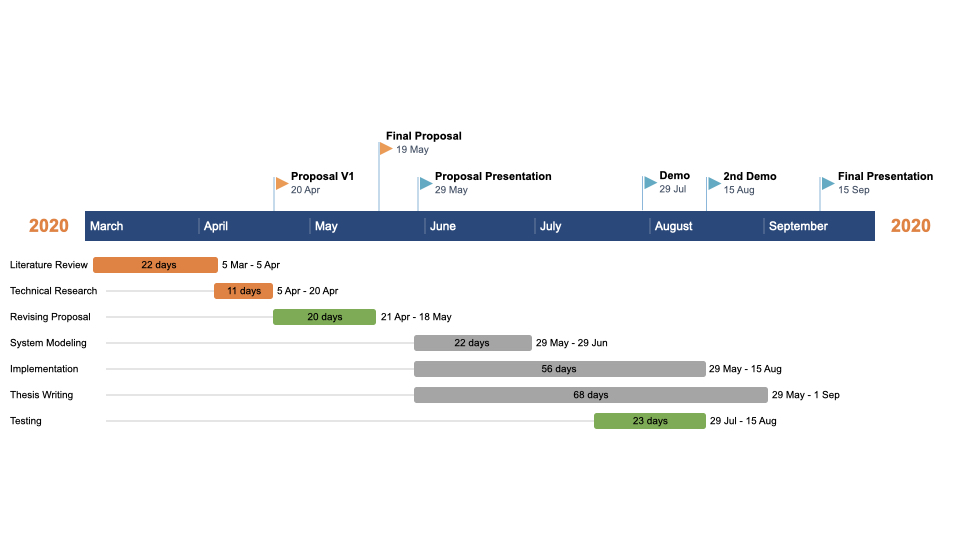 Final Proposal
19 May
Proposal V1
20 Apr
Proposal Presentation
29 May
Demo
29 Jul
2nd Demo
15 Aug
Final Presentation
15 Sep
2020 March April May June July August September 2020
Literature Review 22 days 5 Mar - 5 Apr
Technical Research 11 days 5 Apr - 20 Apr
Revising Proposal 20 days 21 Apr - 18 May
System Modeling 22 days 29 May - 29 Jun
Implementation 56 days 29 May - 15 Aug
Thesis Writing 68 days 29 May - 1 Sep
Testing 23 days 29 Jul - 15 Aug